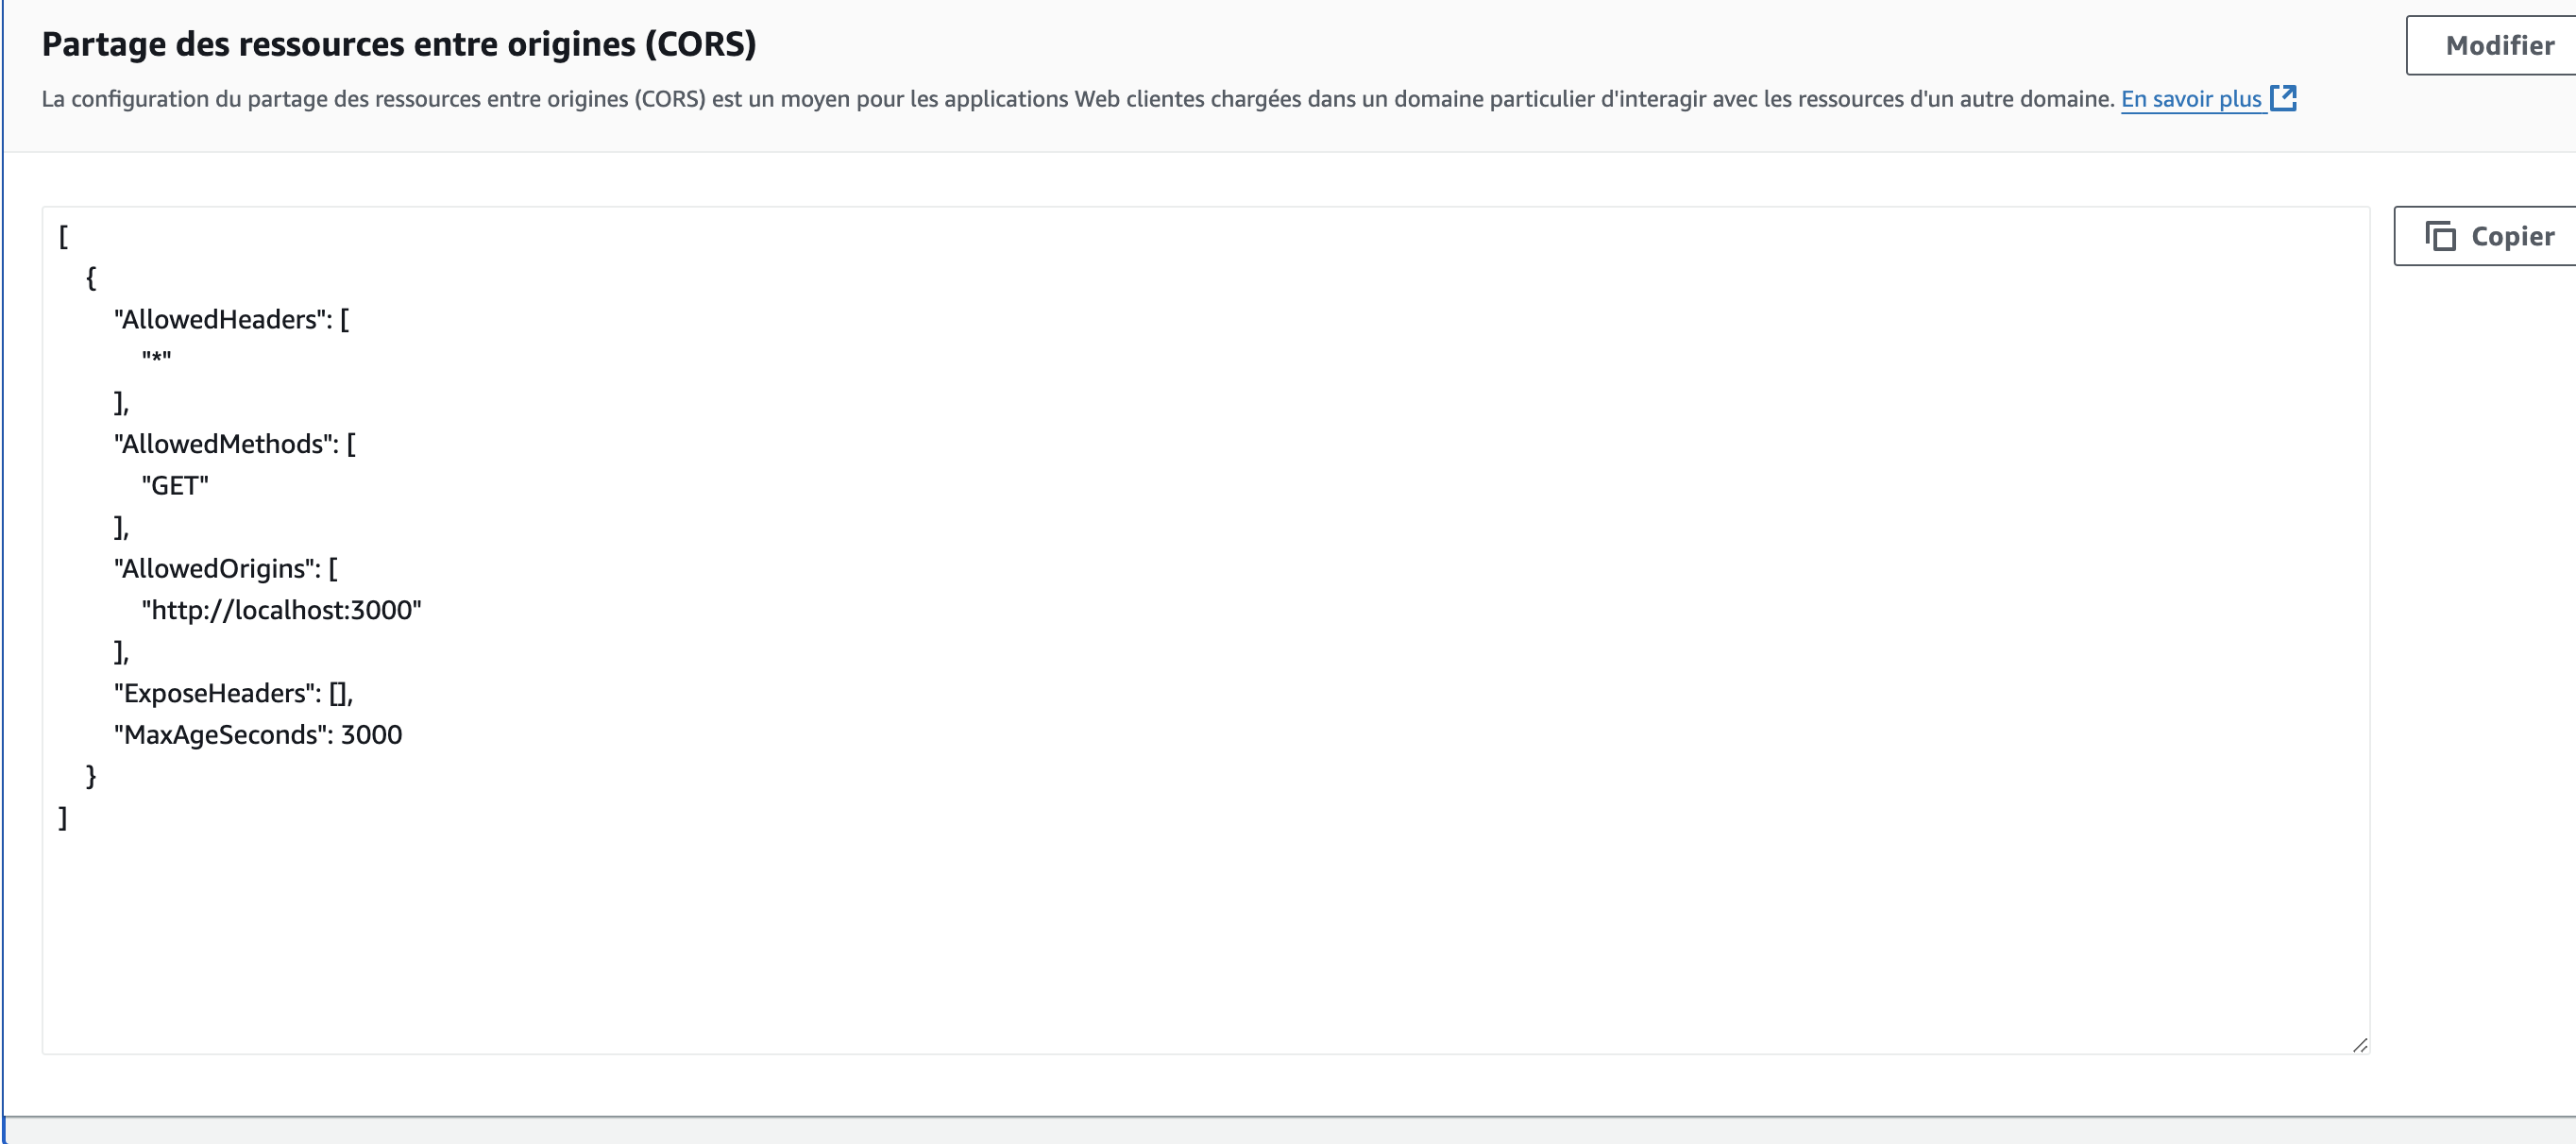 Partage des ressources entre origines (CORS)
Modifier
La configuration du partage des ressources entre origines (CORS) est un moyen pour les applications Web clientes chargées dans un domaine particulier d'interagir avec les ressources d'un autre domaine. En savoir plus
Copier
[
{
"AllowedHeaders": [
"*"
],
"AllowedMethods": [
"GET"
],
"AllowedOrigins": [
"http://localhost:3000"
],
"ExposeHeaders": [],
"MaxAgeSeconds": 3000
}
]